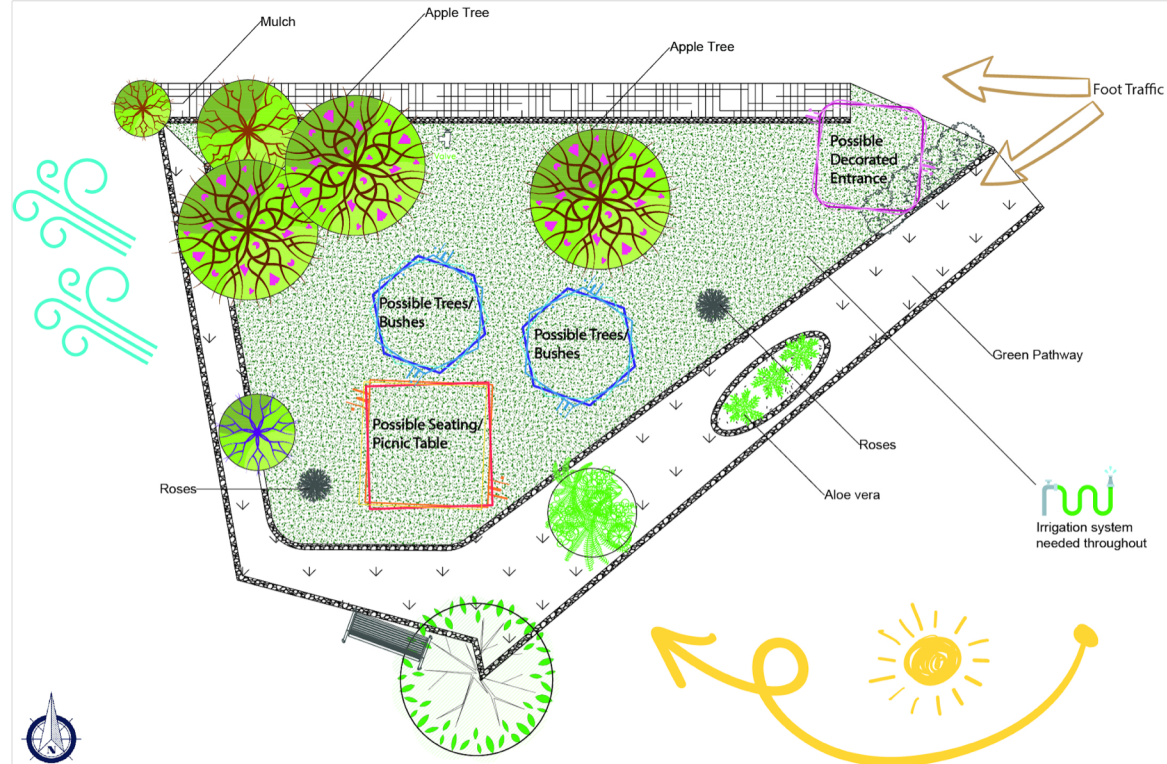 Mulch
Apple Tree
Apple Tree
Foot Traffic
Possible
Decorated
Entrance
Possible Trees/
Bushes
Possible Trees/
Bushes
Green Pathway
Possible Seating/
Picnic Table
Roses
Roses
Aloe vera
Irrigation system
needed throughout
N